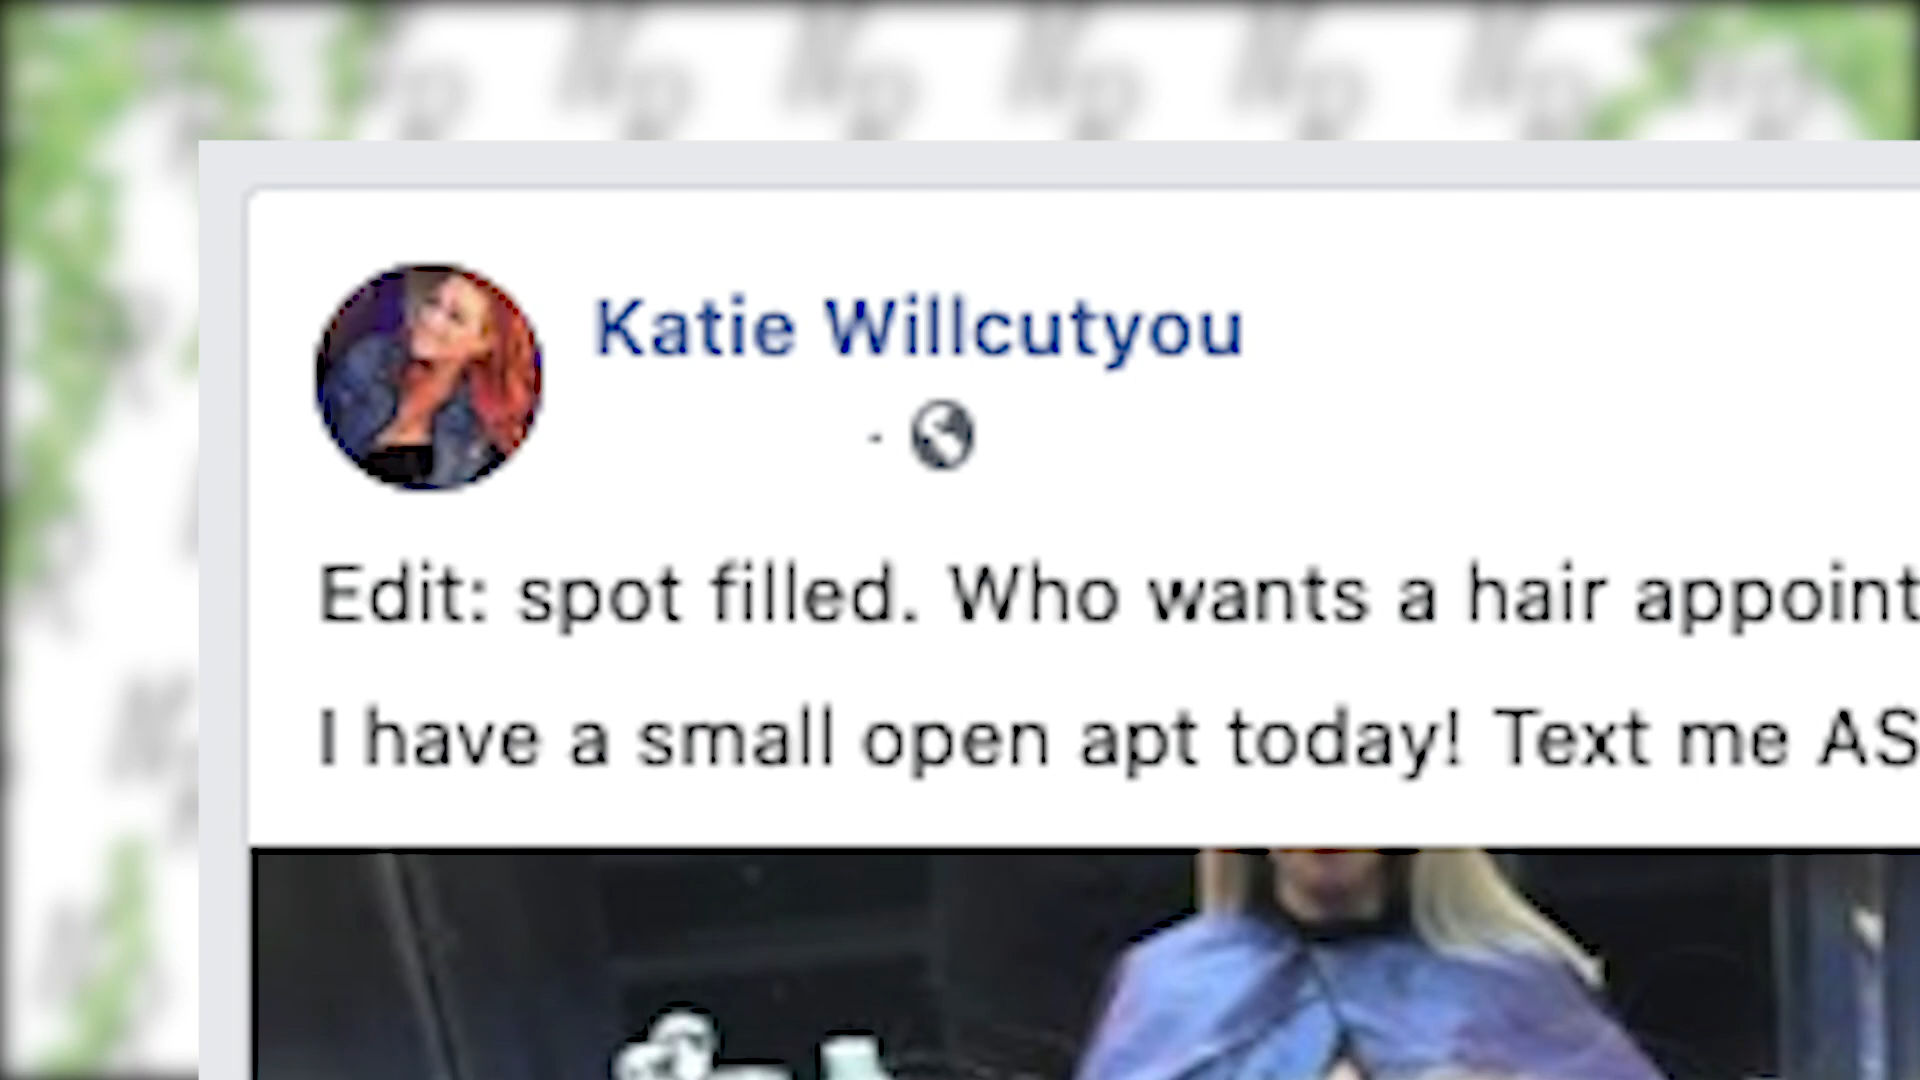 Katie Willcutyou
Edit: spot filled. Who wants a hair appoint
I have a small open apt today! Text me AS